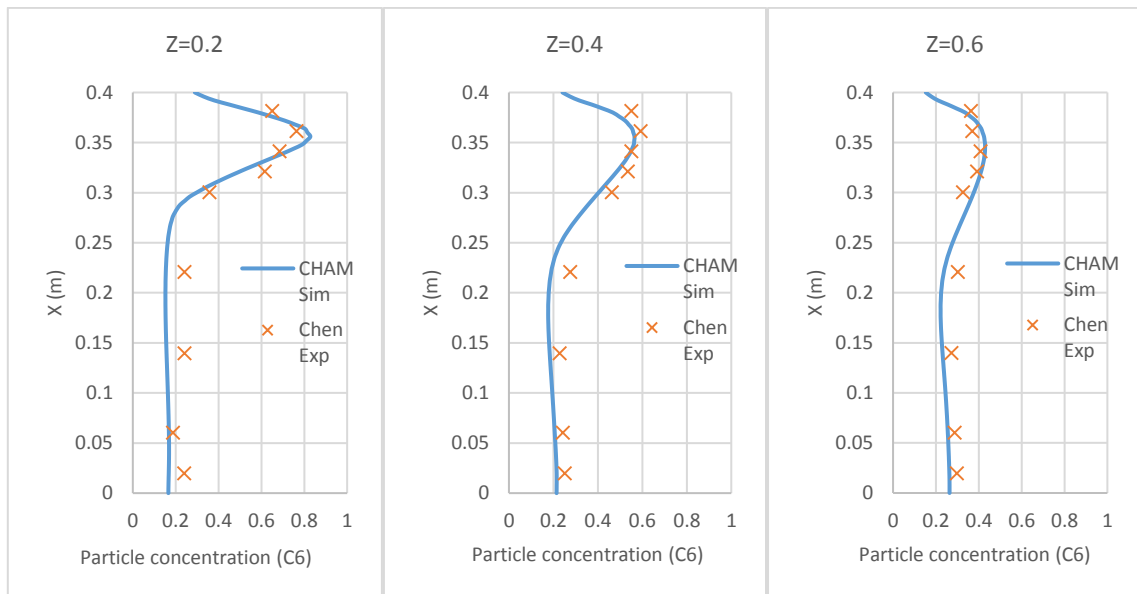 Z=0.2
0.4
0.35
0.3
0.25
0.2
0.15
0.1
0.05
0
X (m)
CHAM
Sim
Chen
Exp
0 0.2 0.4 0.6 0.8 1
Particle concentration (C6)
Z=0.4
0.4
0.35
0.3
0.25
0.2
0.15
0.1
0.05
0
X (m)
CHAM
Sim
Chen
Exp
0 0.2 0.4 0.6 0.8 1
Particle concentration (C6)
Z=0.6
0.4
0.35
0.3
0.25
0.2
0.15
0.1
0.05
0
X (m)
CHAM
Sim
Chen
Exp
0 0.2 0.4 0.6 0.8 1
Particle concentration (C6)